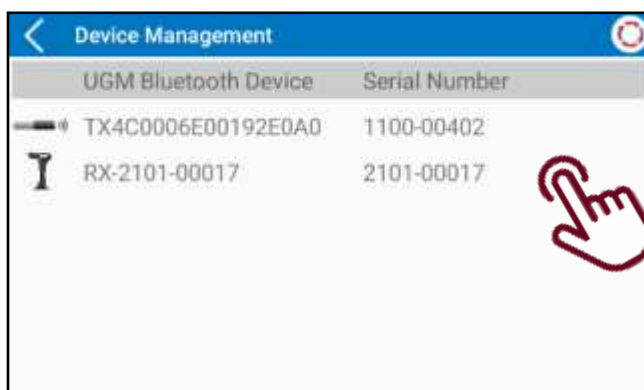 Device Management
UGM Bluetooth Device Serial Number
TX4C0006E00192E0A0 1100-00402
RX-2101-00017 2101-00017